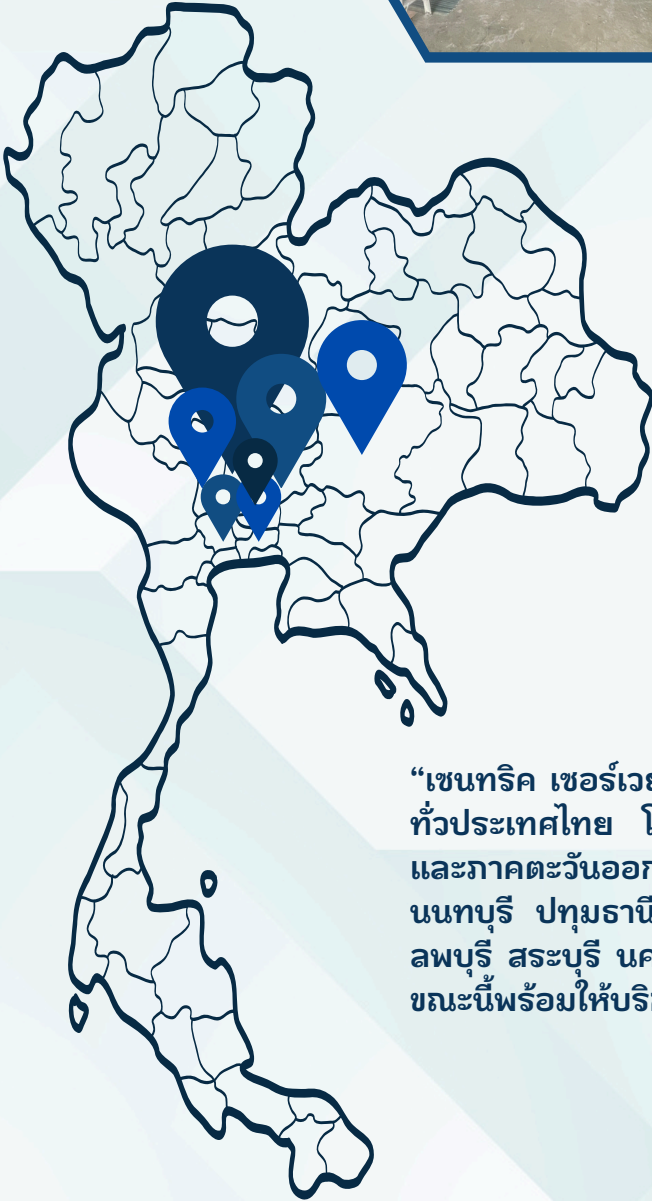 “เซนทริค เซอร์เวย
ทั่วประเทศไทย
และภาคตะวันออก
นนทบุรี ปทุมธานี
ลพบุรี สระบุรี
ขณะนี้พร้อมให้